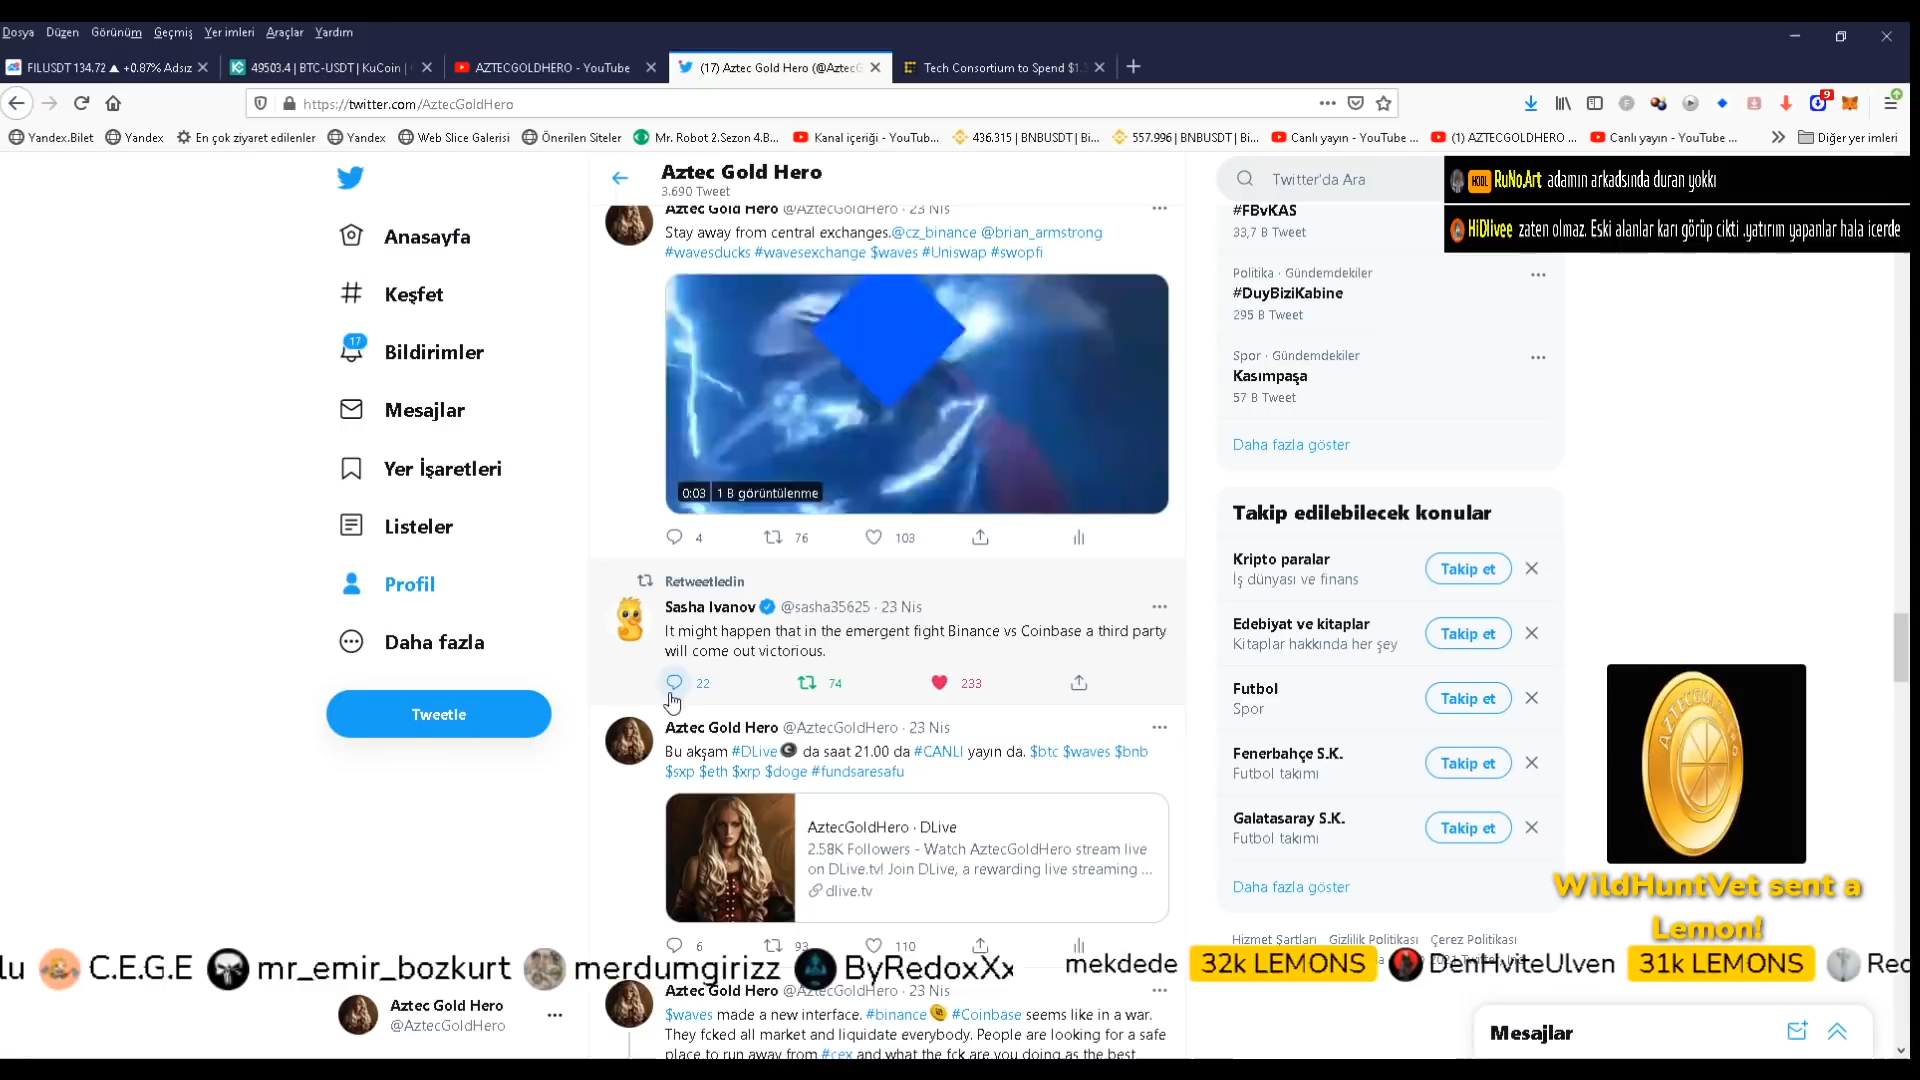 Dosya Düzen Görünüm Geçmiş Yer imleri Araçlar Yardım
FILUSDT 134.72 ▲ +0.87% Adsız
49503.4 | BTC-USDT | KuCoin |
AZTECGOLDHERO - YouTube
(17) Aztec Gold Hero (@AztecG
Tech Consortium to Spend $1.
https://twitter.com/AztecGoldHero
9
Yandex.Bilet
Yandex
En çok ziyaret edilenler
Yandex
Web Slice Galerisi
Önerilen Siteler
Mr. Robot 2.Sezon 4.B...
Kanal içeriği - YouTub...
436.315 | BNBUSDT | Bi...
557.996 | BNBUSDT | Bi...
Canlı yayın - YouTube ...
(1) AZTECGOLDHERO ...
Canlı yayın - YouTube ...
Diğer yer imleri
Anasayfa
Keşfet
17
Bildirimler
Mesajlar
Yer İşaretleri
Listeler
Profil
Daha fazla
Tweetle
Aztec Gold Hero
@AztecGoldHero
Aztec Gold Hero
3.690 Tweet
Aztec Gold Hero @AztecGoldHero · 23 Nis
Stay away from central exchanges.@cz_binance @brian_armstrong
#wavesducks #wavesexchange $waves #Uniswap #swopfi
0:03 | 1 B görüntülenme
4 76 103
Retweetledin
Sasha Ivanov @sasha35625 · 23 Nis
It might happen that in the emergent fight Binance vs Coinbase a third party
will come out victorious.
22 74 233
Aztec Gold Hero @AztecGoldHero · 23 Nis
Bu akşam #DLive da saat 21.00 da #CANLI yayın da. $btc $waves $bnb
$sxp $eth $xrp $doge #fundsaresafu
AztecGoldHero · DLive
2.58K Followers - Watch AztecGoldHero stream live
on DLive.tv! Join DLive, a rewarding live streaming ...
dlive.tv
6 93 110
Aztec Gold Hero @AztecGoldHero · 23 Nis
$waves made a new interface. #binance #Coinbase seems like in a war.
They fcked all market and liquidate everybody. People are looking for a safe
place to run away from #cex and what the fck are you doing as the best
Twitter'da Ara
RuNo.Art adamın arkadsında duran yokkı
HiDlivee zaten olmaz. Eski alanlar karı görüp cikti .yatırım yapanlar hala icerde
#FBvKAS
33,7 B Tweet
Politika · Gündemdekiler
#DuyBiziKabine
295 B Tweet
Spor · Gündemdekiler
Kasımpaşa
57 B Tweet
Daha fazla göster
Takip edilebilecek konular
Kripto paralar
İş dünyası ve finans
Takip et
Edebiyat ve kitaplar
Kitaplar hakkında her şey
Takip et
Futbol
Spor
Takip et
Fenerbahçe S.K.
Futbol takımı
Takip et
Galatasaray S.K.
Futbol takımı
Takip et
Daha fazla göster
Hizmet Şartları Gizlilik Politikası Çerez Politikası
AZTECGOLDHERO
WildHuntVet sent a
Lemon!
lu C.E.G.E mr_emir_bozkurt merdumgirizz ByRedoxXx
mekdede 32k LEMONS DenHviteUlven 31k LEMONS Rec
Mesajlar